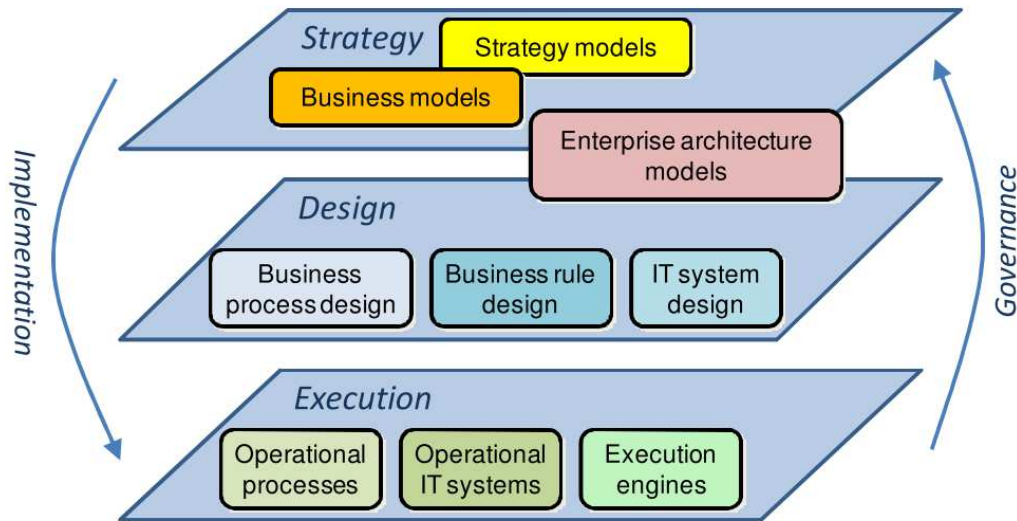 Strategy
Strategy models
Business models
Enterprise architecture
models
Implementation
Governance
Design
Business
process design
Business rule
design
IT system
design
Execution
Operational
processes
Operational
IT systems
Execution
engines